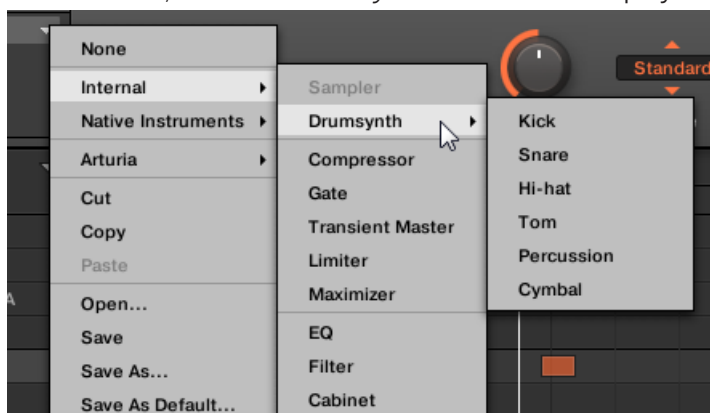 None
Internal
Native Instruments
Arturia
Cut
Copy
Paste
Open...
Save
Save As...
Save As Default...
Sampler
Drumsynth
Compressor
Gate
Transient Master
Limiter
Maximizer
EQ
Filter
Cabinet
Kick
Snare
Hi-hat
Tom
Percussion
Cymbal
Standard
A